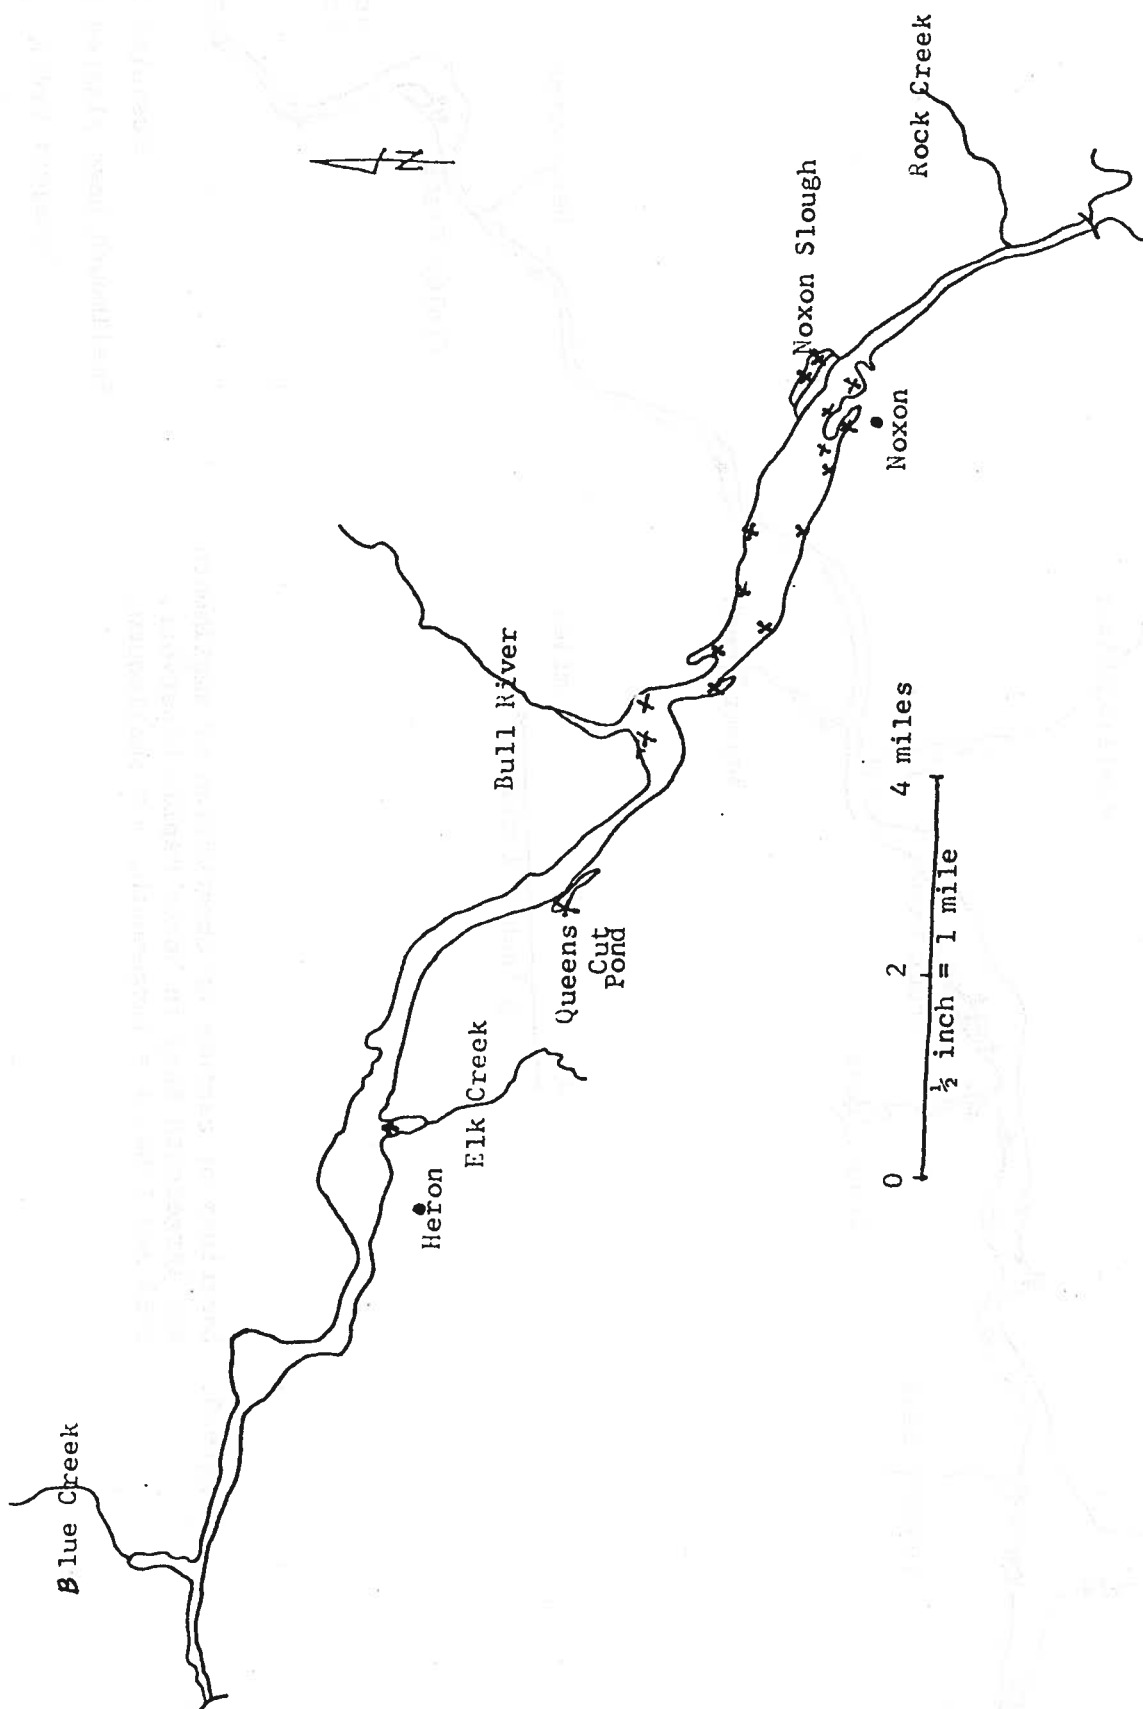 Blue Creek
Heron
Elk Creek
Queens
Cut
Pond
Bull River
N
Noxon Slough
Noxon
Rock Creek
0 2 4 miles
½ inch = 1 mile